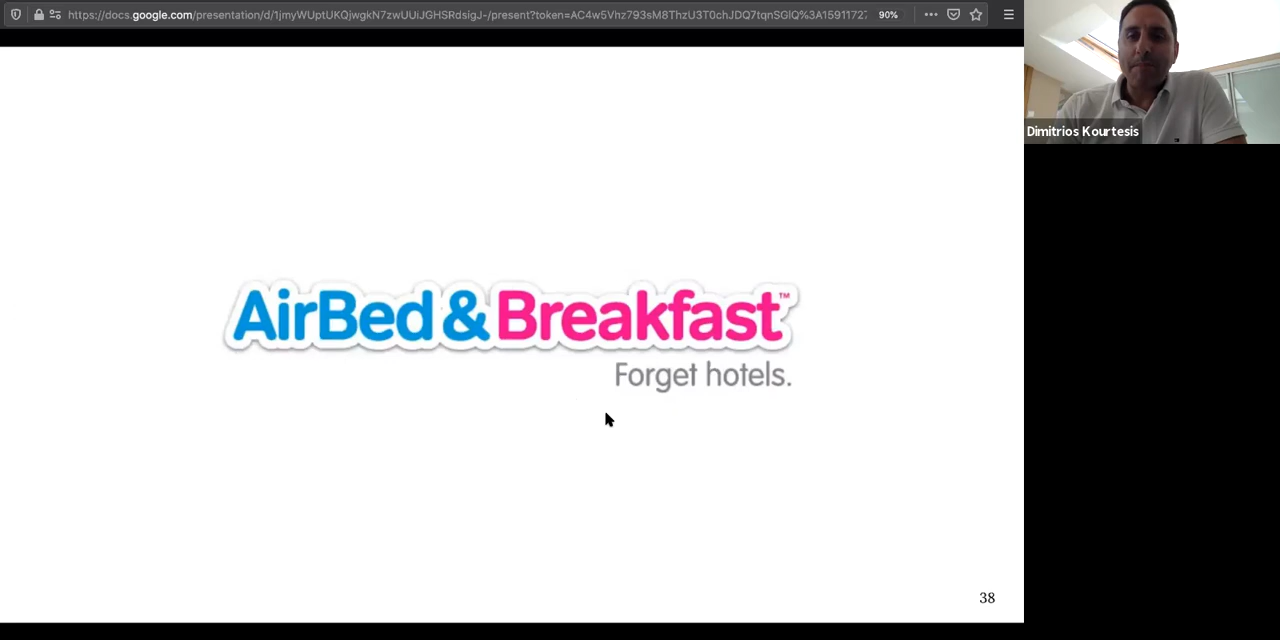 https://docs.google.com/presentation/d/1jmyWUptUKQjwgkN7zwUUiJGHSRdsigJ-/present?token=AC4w5Vhz793sM8ThzU3T0chJDQ7tqnSGlQ%3A1591172
90%
Dimitrios Kourtesis
AirBed & Breakfast™
Forget hotels.
38